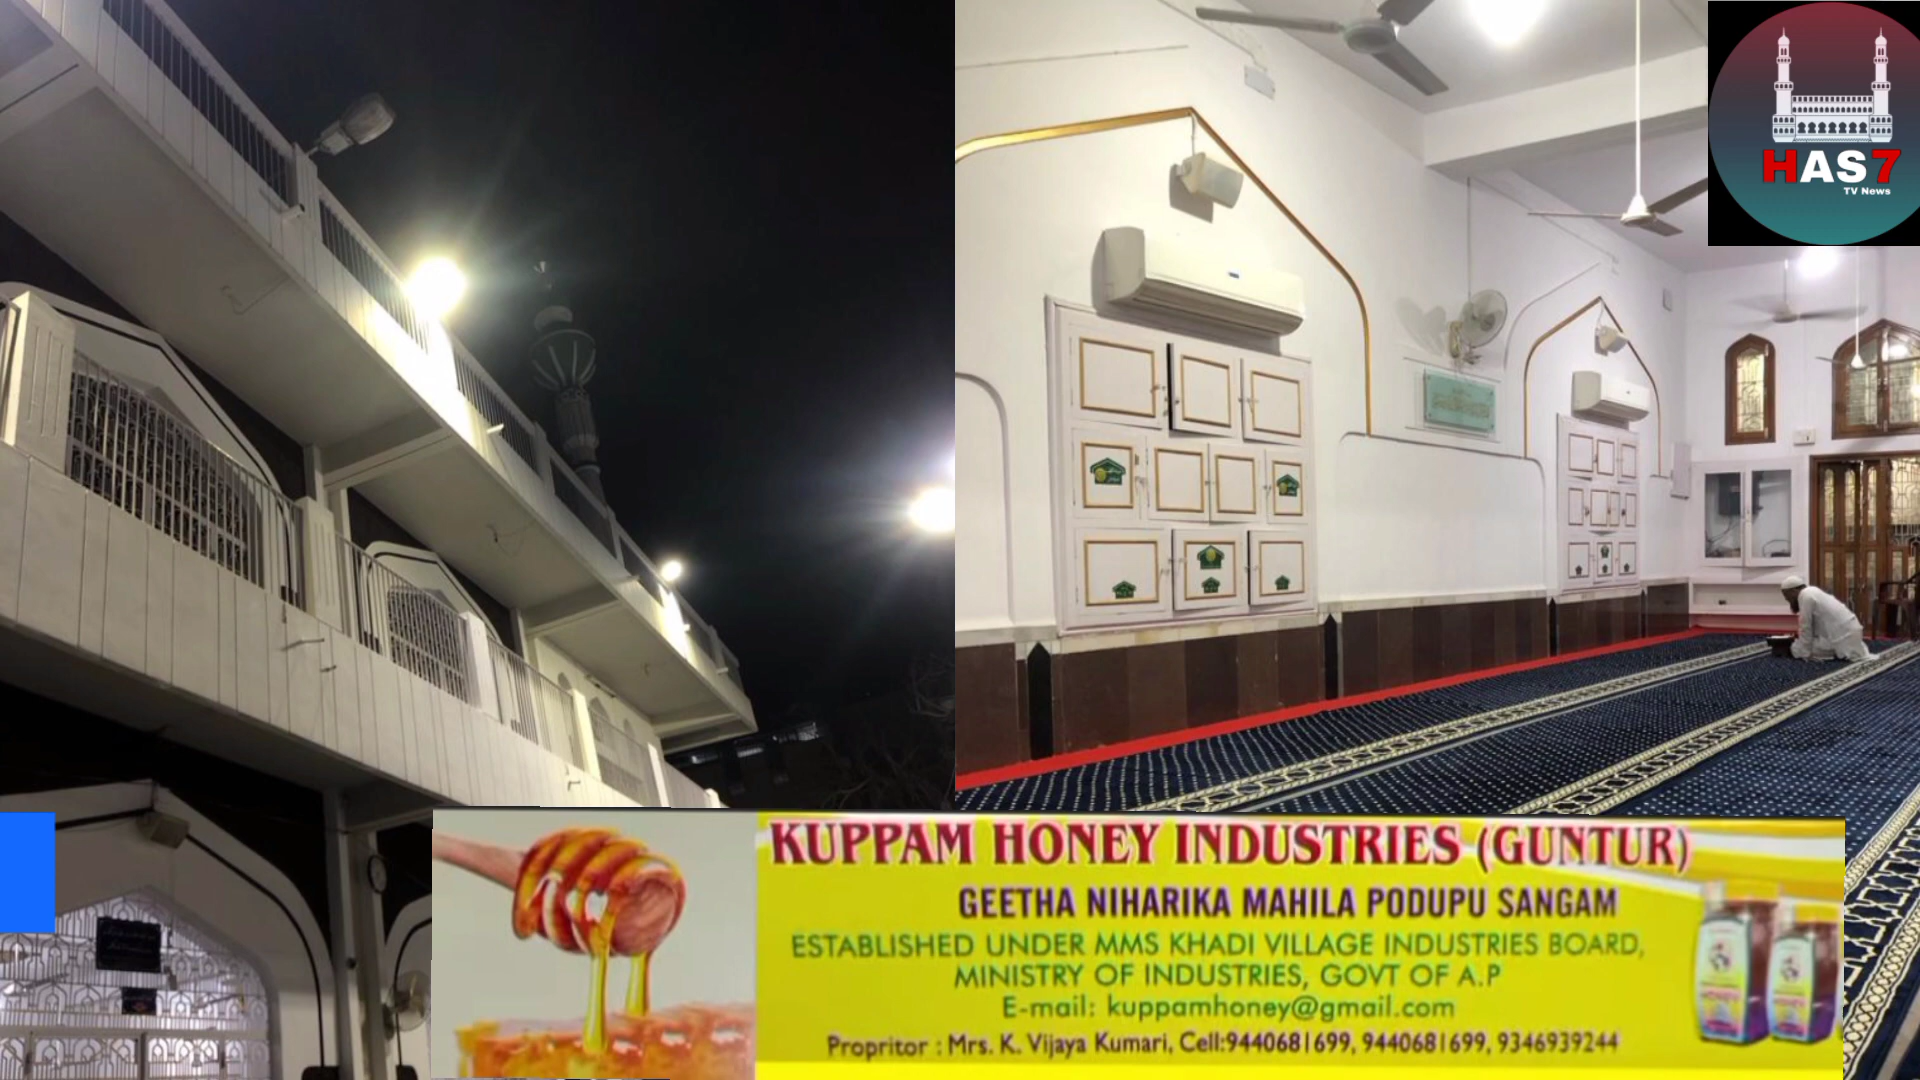 HAS7
TV News
KUPPAM HONEY INDUSTRIES (GUNTUR)
GEETHA NIHARIKA MAHILA PODUPU SANGAM
ESTABLISHED UNDER MMS KHADI VILLAGE INDUSTRIES BOARD,
MINISTRY OF INDUSTRIES, GOVT OF A.P
E-mail: kuppamhoney@gmail.com
Propritor : Mrs. K. Vijaya Kumari, Cell:9440681699, 9440681699, 9346939244